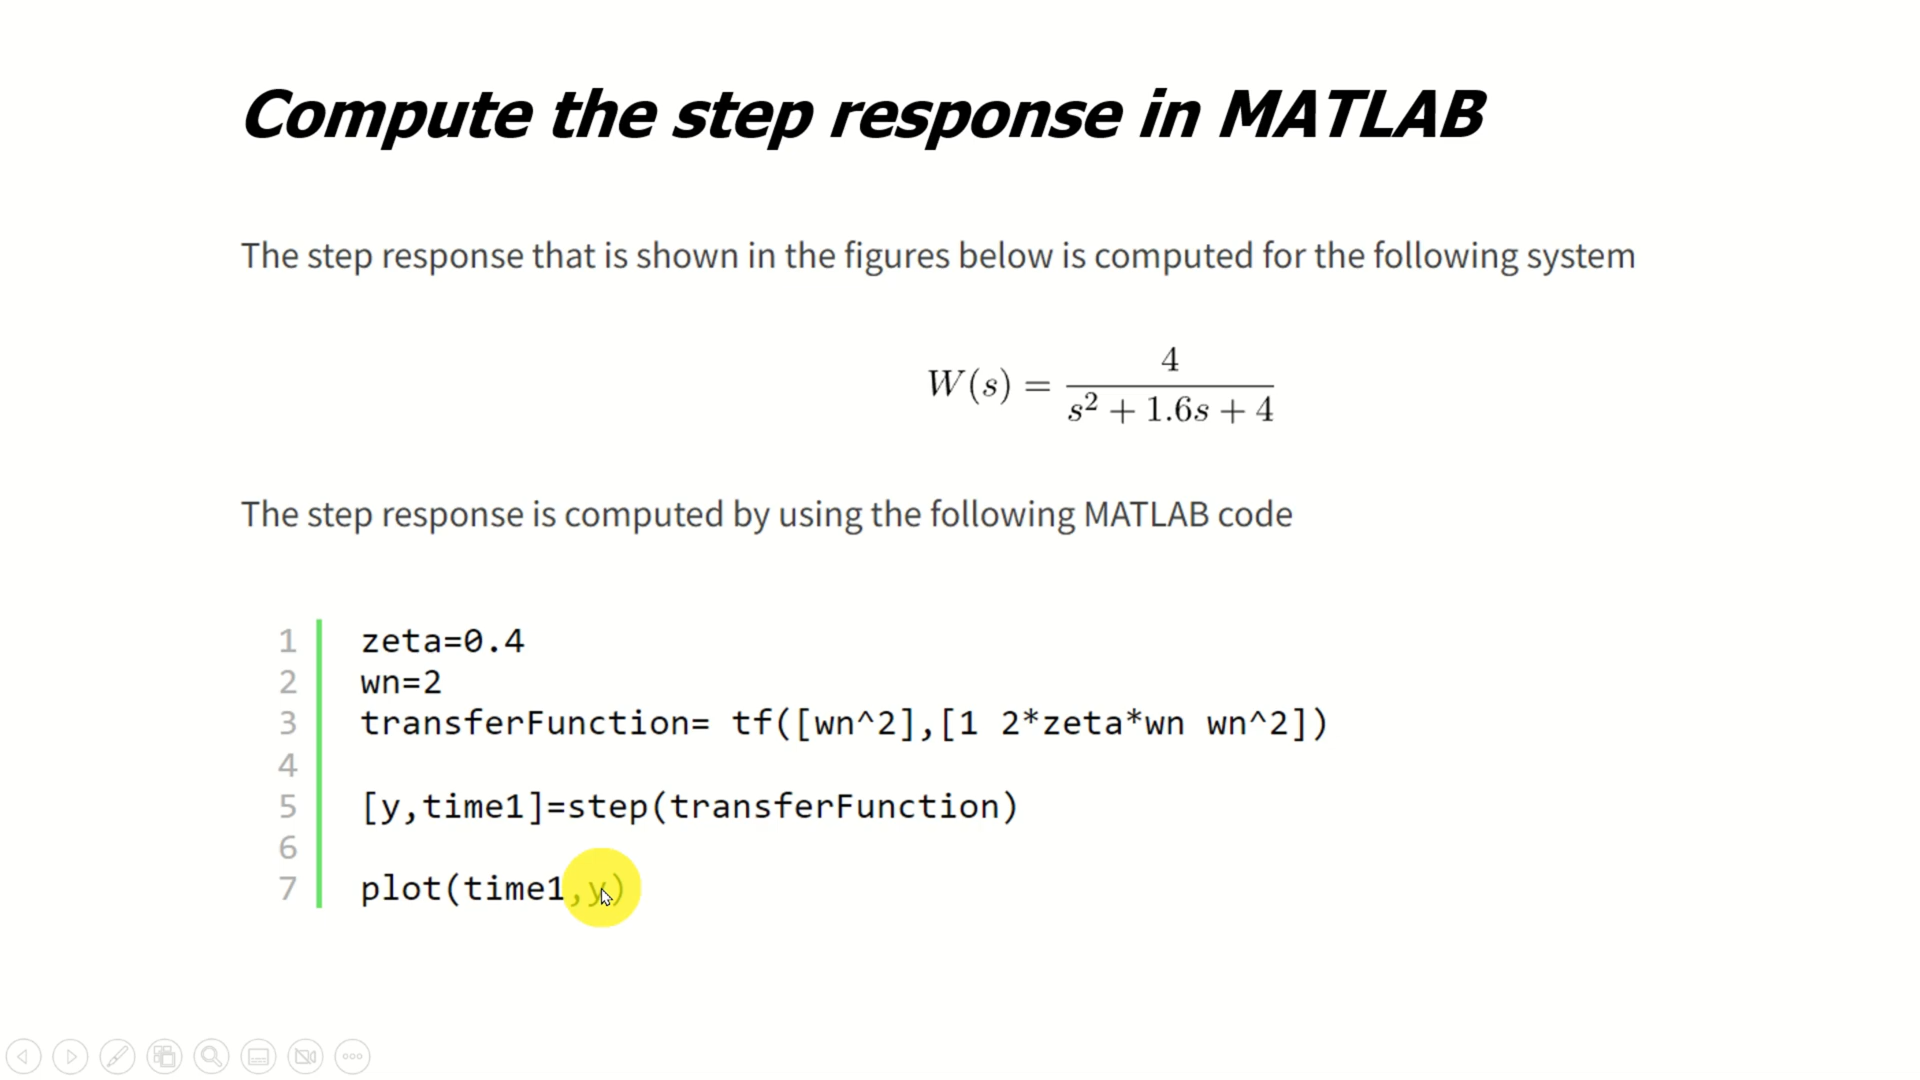 Compute the step response in MATLAB
The step response that is shown in the figures below is computed for the following system
W(s) = 4 / (s² + 1.6s + 4)
The step response is computed by using the following MATLAB code
1 zeta=0.4
2 wn=2
3 transferFunction= tf([wn^2],[1 2*zeta*wn wn^2])
4
5 [y,time1]=step(transferFunction)
6
7 plot(time1,y)